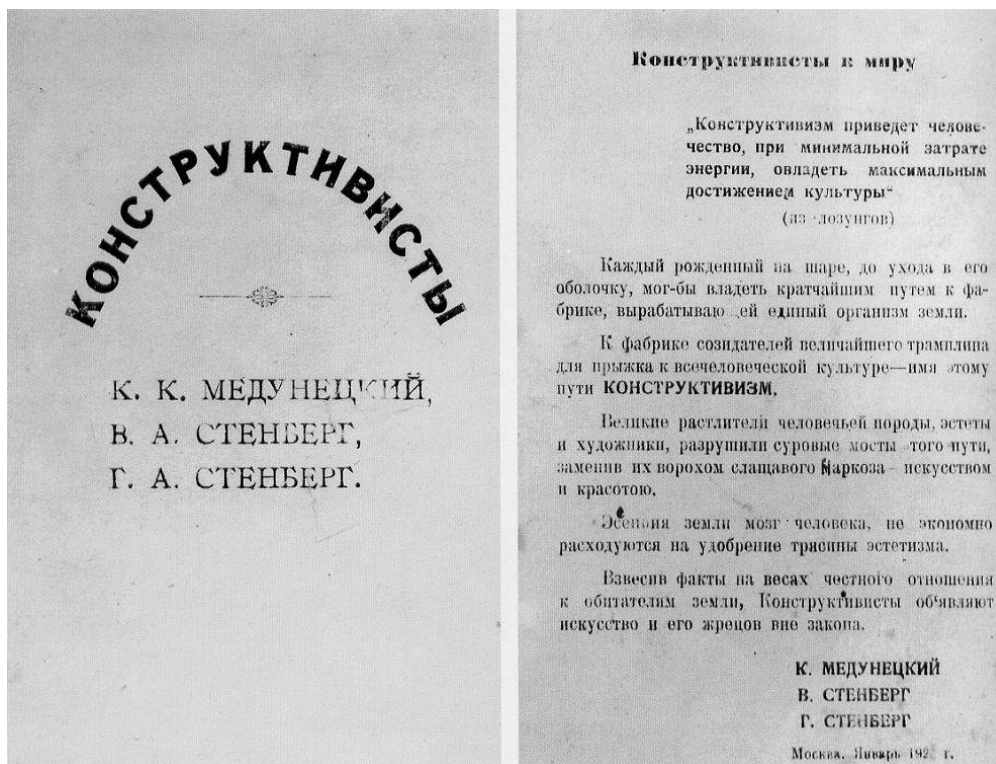 КОНСТРУКТИВИСТЫ
К. К. МЕДУНЕЦКИЙ,
В. А. СТЕНБЕРГ,
Г. А. СТЕНБЕРГ.
Конструктивисты к миру
„Конструктивизм приведет челове-
чество, при минимальной затрате
энергии, овладеть максимальным
достижением культуры“
(из лозунгов)
Каждый рожденный на шаре, до ухода в его
оболочку, мог-бы владеть кратчайшим путем к фа-
брике, вырабатывающей единый организм земли.
К фабрике созидателей величайшего трамплина
для прыжка к всечеловеческой культуре—имя этому
пути КОНСТРУКТИВИЗМ.
Великие растлители человечьей породы, эстеты
и художники, разрушили суровые мосты этого пути,
заменив их ворохом слащавого наркоза—искусством
и красотою.
земли мозг человека, не экономно
расходуются на удобрение трясины эстетизма.
Взвесив факты на весах честного отношения
к обитателям земли, Конструктивисты об'являют
искусство и его жрецов вне закона.
К. МЕДУНЕЦКИЙ
В. СТЕНБЕРГ
Г. СТЕНБЕРГ
Москва. Январь г.